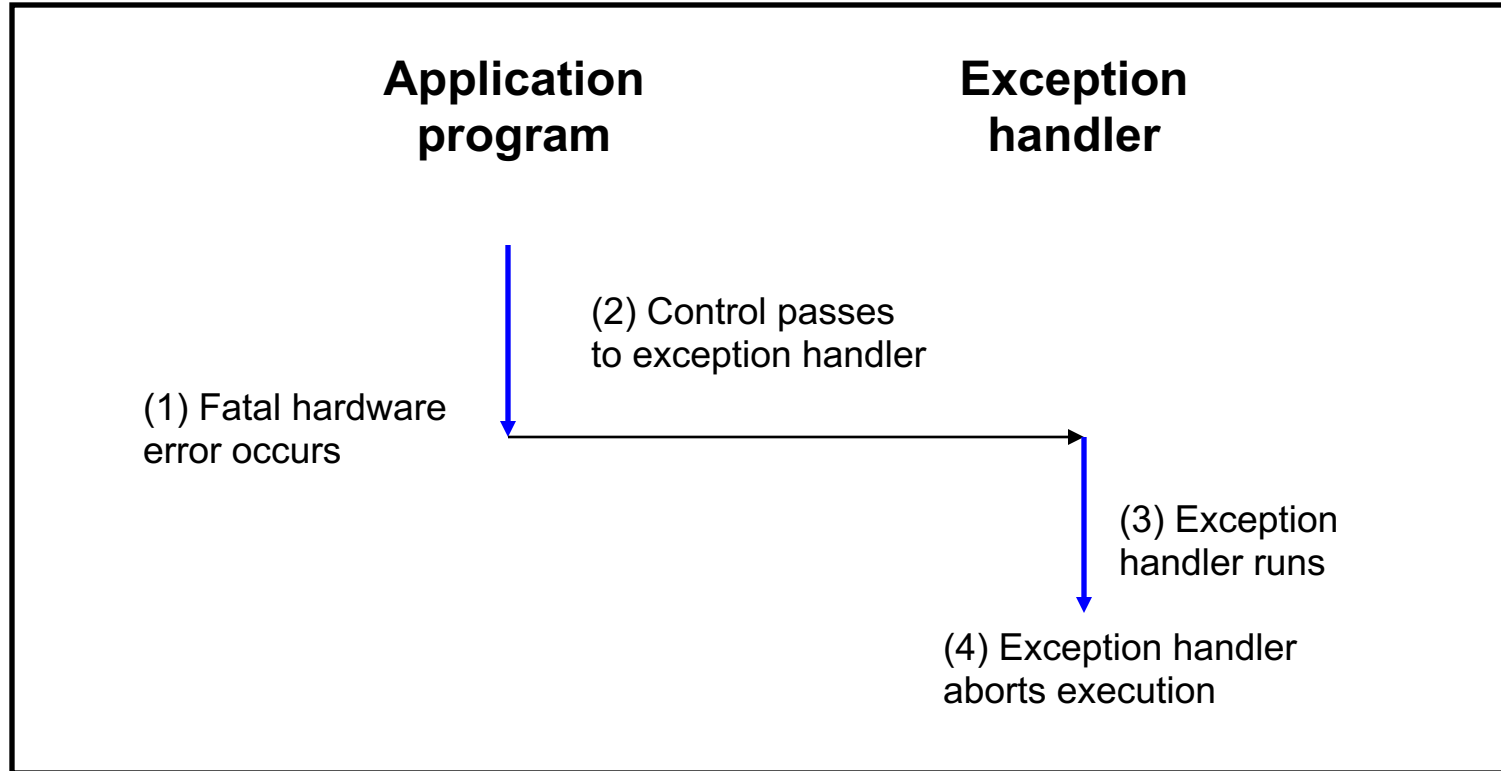 Application
program
Exception
handler
(2) Control passes
to exception handler
(1) Fatal hardware
error occurs
(3) Exception
handler runs
(4) Exception handler
aborts execution